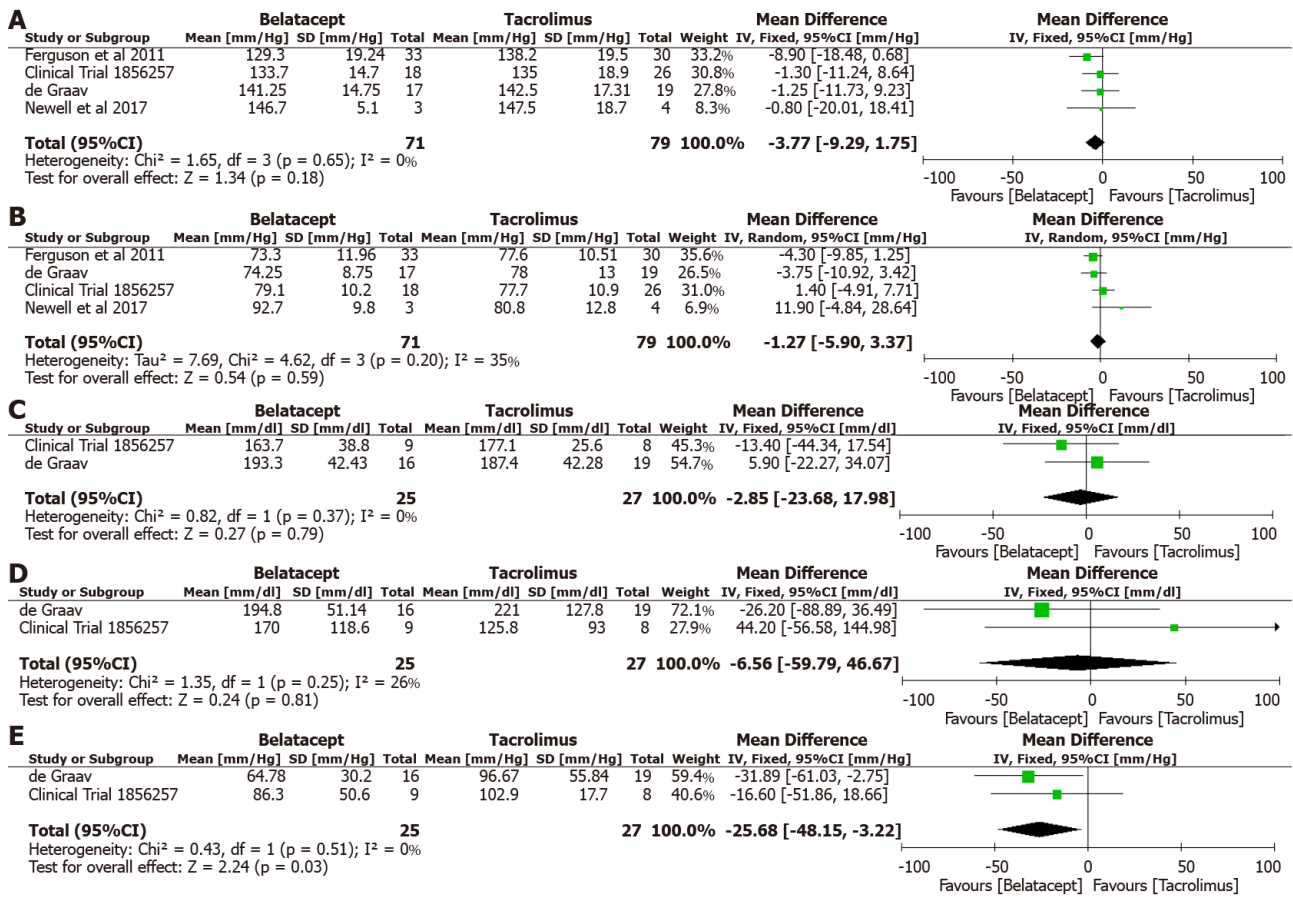 A
Belatacept Tacrolimus Mean Difference Mean Difference
Study or Subgroup Mean [mm/Hg] SD [mm/Hg] Total Mean [mm/Hg] SD [mm/Hg] Total Weight IV, Fixed, 95%CI [mm/Hg] IV, Fixed, 95%CI [mm/Hg]
Ferguson et al 2011 129.3 19.24 33 138.2 19.5 30 33.2% -8.90 [-18.48, 0.68]
Clinical Trial 1856257 133.7 14.7 18 135 18.9 26 30.8% -1.30 [-11.24, 8.64]
de Graav 141.25 14.75 17 142.5 17.31 19 27.8% -1.25 [-11.73, 9.23]
Newell et al 2017 146.7 5.1 3 147.5 18.7 4 8.3% -0.80 [-20.01, 18.41]
Total (95%CI) 71 79 100.0% -3.77 [-9.29, 1.75]
Heterogeneity: Chi² = 1.65, df = 3 (p = 0.65); I² = 0%
Test for overall effect: Z = 1.34 (p = 0.18)
-100 -50 0 50 100
Favours [Belatacept] Favours [Tacrolimus]
B
Belatacept Tacrolimus Mean Difference Mean Difference
Study or Subgroup Mean [mm/Hg] SD [mm/Hg] Total Mean [mm/Hg] SD [mm/Hg] Total Weight IV, Random, 95%CI [mm/Hg] IV, Random, 95%CI [mm/Hg]
Ferguson et al 2011 73.3 11.96 33 77.6 10.51 30 35.6% -4.30 [-9.85, 1.25]
de Graav 74.25 8.75 17 78 13 19 26.5% -3.75 [-10.92, 3.42]
Clinical Trial 1856257 79.1 10.2 18 77.7 10.9 26 31.0% 1.40 [-4.91, 7.71]
Newell et al 2017 92.7 9.8 3 80.8 12.8 4 6.9% 11.90 [-4.84, 28.64]
Total (95%CI) 71 79 100.0% -1.27 [-5.90, 3.37]
Heterogeneity: Tau² = 7.69, Chi² = 4.62, df = 3 (p = 0.20); I² = 35%
Test for overall effect: Z = 0.54 (p = 0.59)
-100 -50 0 50 100
Favours [Belatacept] Favours [Tacrolimus]
C
Belatacept Tacrolimus Mean Difference Mean Difference
Study or Subgroup Mean [mm/dl] SD [mm/dl] Total Mean [mm/dl] SD [mm/dl] Total Weight IV, Fixed, 95%CI [mm/dl] IV, Fixed, 95%CI [mm/dl]
Clinical Trial 1856257 163.7 38.8 9 177.1 25.6 8 45.3% -13.40 [-44.34, 17.54]
de Graav 193.3 42.43 16 187.4 42.28 19 54.7% 5.90 [-22.27, 34.07]
Total (95%CI) 25 27 100.0% -2.85 [-23.68, 17.98]
Heterogeneity: Chi² = 0.82, df = 1 (p = 0.37); I² = 0%
Test for overall effect: Z = 0.27 (p = 0.79)
-100 -50 0 50 100
Favours [Belatacept] Favours [Tacrolimus]
D
Belatacept Tacrolimus Mean Difference Mean Difference
Study or Subgroup Mean [mm/dl] SD [mm/dl] Total Mean [mm/dl] SD [mm/dl] Total Weight IV, Fixed, 95%CI [mm/dl] IV, Fixed, 95%CI [mm/dl]
de Graav 194.8 51.14 16 221 127.8 19 72.1% -26.20 [-88.89, 36.49]
Clinical Trial 1856257 170 118.6 9 125.8 93 8 27.9% 44.20 [-56.58, 144.98]
Total (95%CI) 25 27 100.0% -6.56 [-59.79, 46.67]
Heterogeneity: Chi² = 1.35, df = 1 (p = 0.25); I² = 26%
Test for overall effect: Z = 0.24 (p = 0.81)
-100 -50 0 50 100
Favours [Belatacept] Favours [Tacrolimus]
E
Belatacept Tacrolimus Mean Difference Mean Difference
Study or Subgroup Mean [mm/Hg] SD [mm/Hg] Total Mean [mm/Hg] SD [mm/Hg] Total Weight IV, Fixed, 95%CI [mm/Hg] IV, Fixed, 95%CI [mm/Hg]
de Graav 64.78 30.2 16 96.67 55.84 19 59.4% -31.89 [-61.03, -2.75]
Clinical Trial 1856257 86.3 50.6 9 102.9 17.7 8 40.6% -16.60 [-51.86, 18.66]
Total (95%CI) 25 27 100.0% -25.68 [-48.15, -3.22]
Heterogeneity: Chi² = 0.43, df = 1 (p = 0.51); I² = 0%
Test for overall effect: Z = 2.24 (p = 0.03)
-100 -50 0 50 100
Favours [Belatacept] Favours [Tacrolimus]